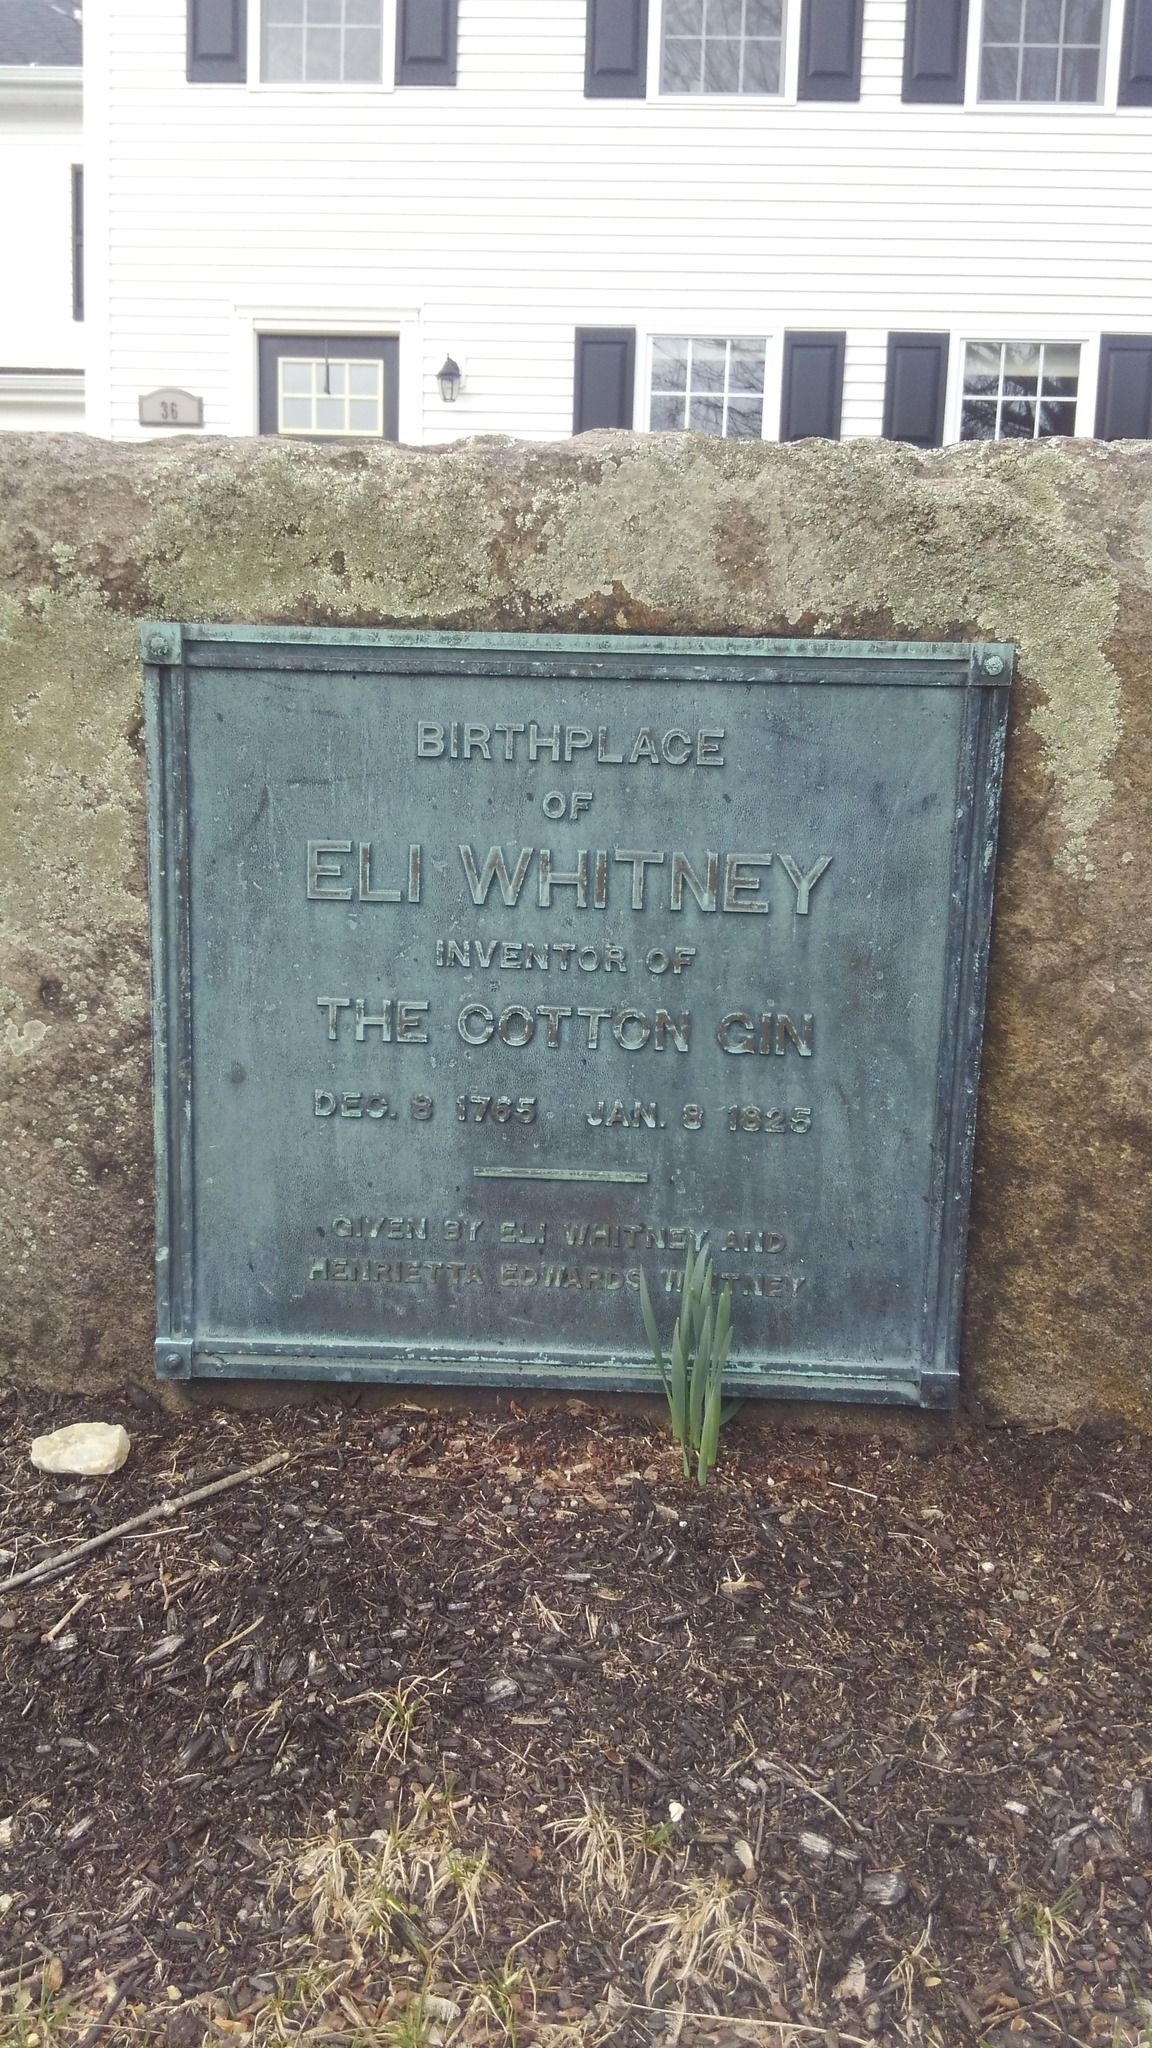 36
BIRTHPLACE
OF
ELI WHITNEY
INVENTOR OF
THE COTTON GIN
DEC. 8 1765 JAN. 8 1825
GIVEN BY ELI WHITNEY AND
HENRIETTA EDWARDS WHITNEY